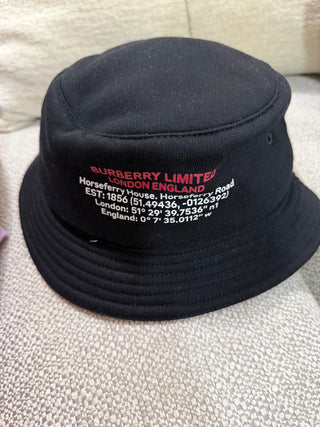 BURBERRY LIMITED
LONDON ENGLAND
Horseferry House. Horseferry Road
EST: 1856 (51.49436, -0126392)
London: 51° 29' 39.7536" n1
England: 0° 7' 35.0112" w